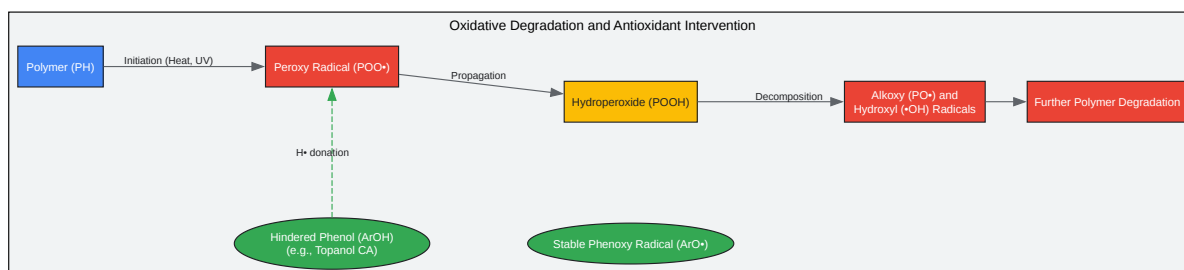 Oxidative Degradation and Antioxidant Intervention
Polymer (PH)
Initiation (Heat, UV)
Peroxy Radical (POO•)
Propagation
Hydroperoxide (POOH)
Decomposition
Alkoxy (PO•) and
Hydroxyl (•OH) Radicals
Further Polymer Degradation
H• donation
Hindered Phenol (ArOH)
(e.g., Topanol CA)
Stable Phenoxy Radical (ArO•)